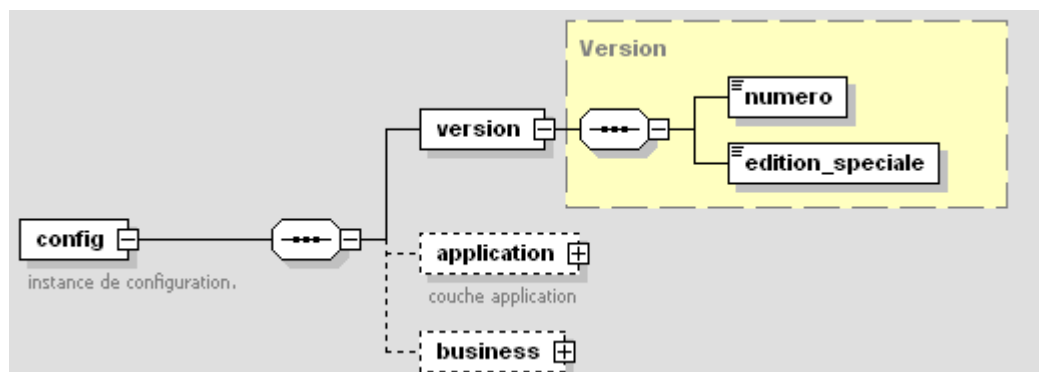 Version
numero
version
edition_speciale
config
instance de configuration.
application
couche application
business